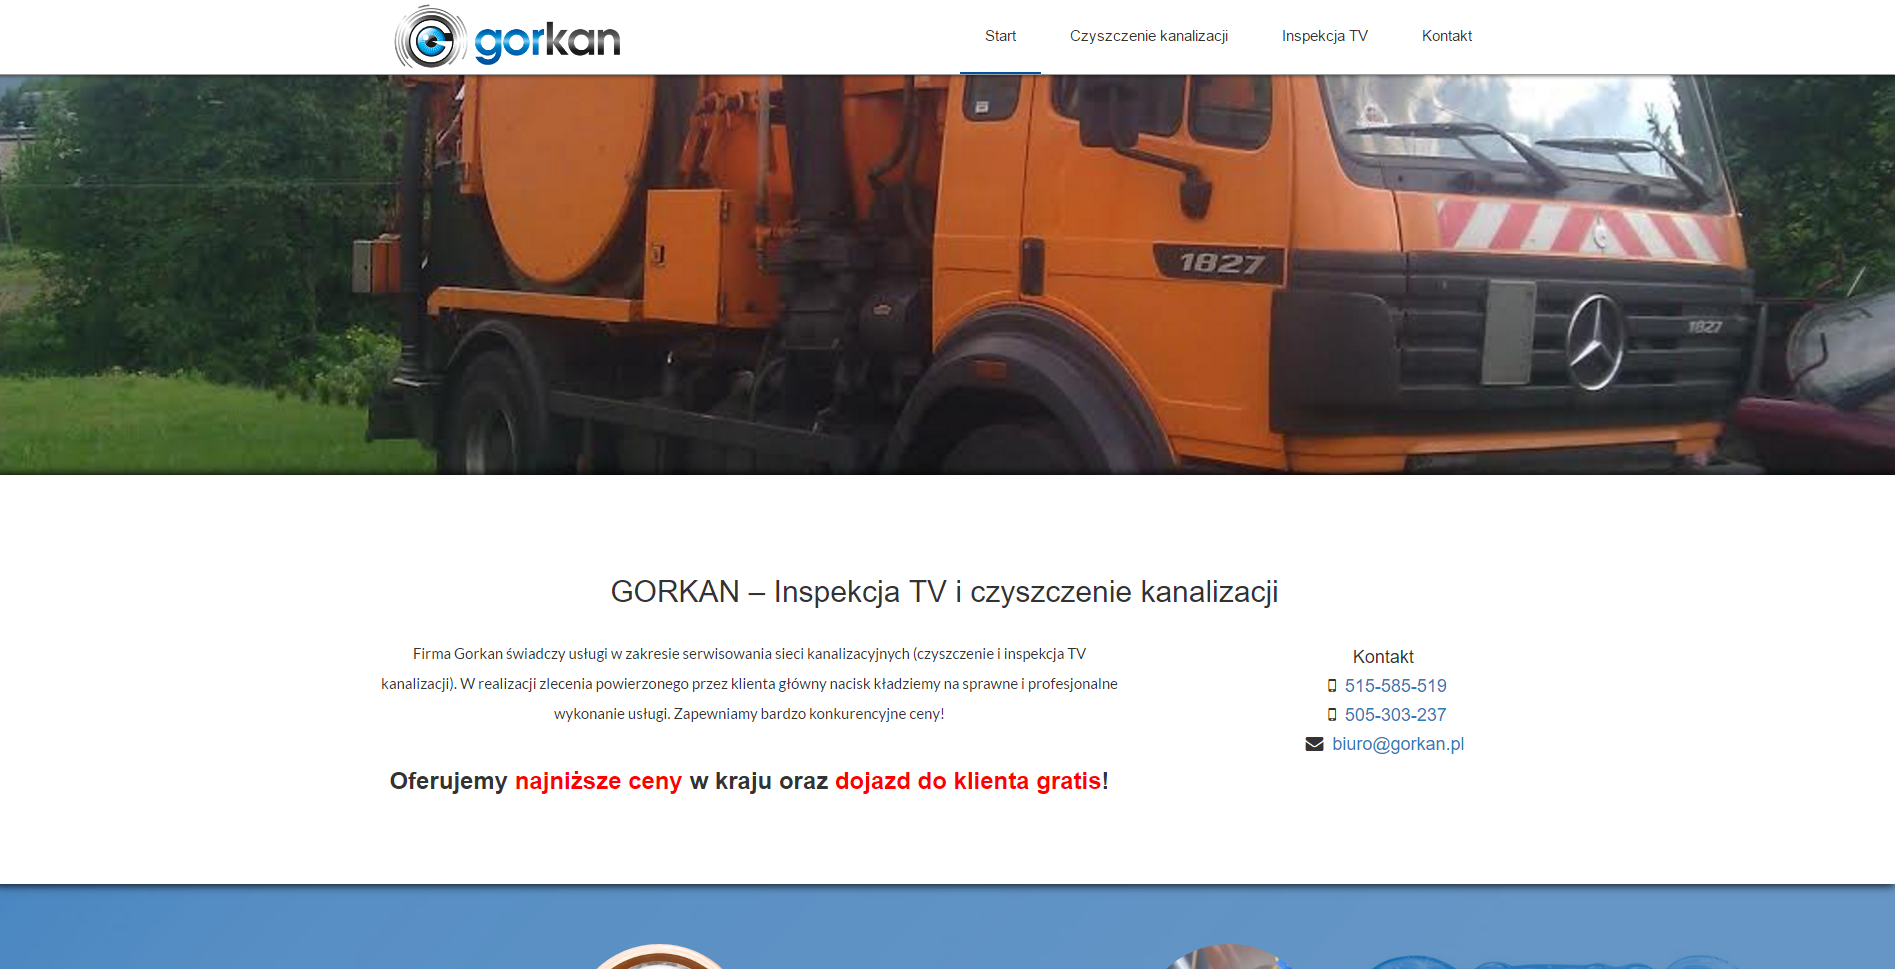 gorkan
Start
Czyszczenie kanalizacji
Inspekcja TV
Kontakt
1827
1827
GORKAN – Inspekcja TV i czyszczenie kanalizacji
Firma Gorkan świadczy usługi w zakresie serwisowania sieci kanalizacyjnych (czyszczenie i inspekcja TV
kanalizacji). W realizacji zlecenia powierzonego przez klienta główny nacisk kładziemy na sprawne i profesjonalne
wykonanie usługi. Zapewniamy bardzo konkurencyjne ceny!
Oferujemy najniższe ceny w kraju oraz dojazd do klienta gratis!
Kontakt
515-585-519
505-303-237
biuro@gorkan.pl